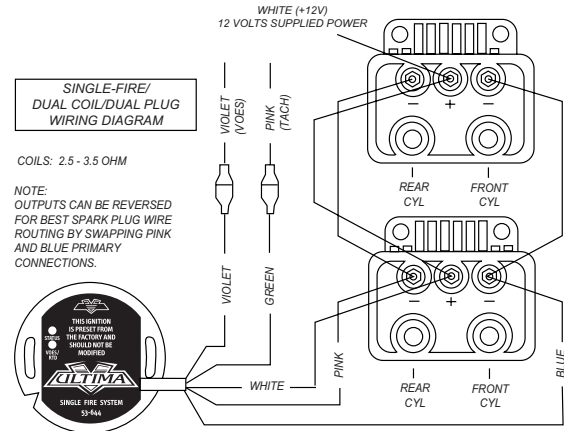 WHITE (+12V)
12 VOLTS SUPPLIED POWER
SINGLE-FIRE/
DUAL COIL/DUAL PLUG
WIRING DIAGRAM
VIOLET
(VOES)
PINK
(TACH)
COILS: 2.5 - 3.5 OHM
NOTE:
OUTPUTS CAN BE REVERSED
FOR BEST SPARK PLUG WIRE
ROUTING BY SWAPPING PINK
AND BLUE PRIMARY
CONNECTIONS.
– + –
REAR
CYL
FRONT
CYL
VIOLET
GREEN
– + –
REAR
CYL
FRONT
CYL
PINK
BLUE
WHITE
THIS IGNITION
IS PRESET FROM
THE FACTORY AND
SHOULD NOT BE
MODIFIED
STATUS
VOES/
RTD
ULTIMA
SINGLE FIRE SYSTEM
53-644